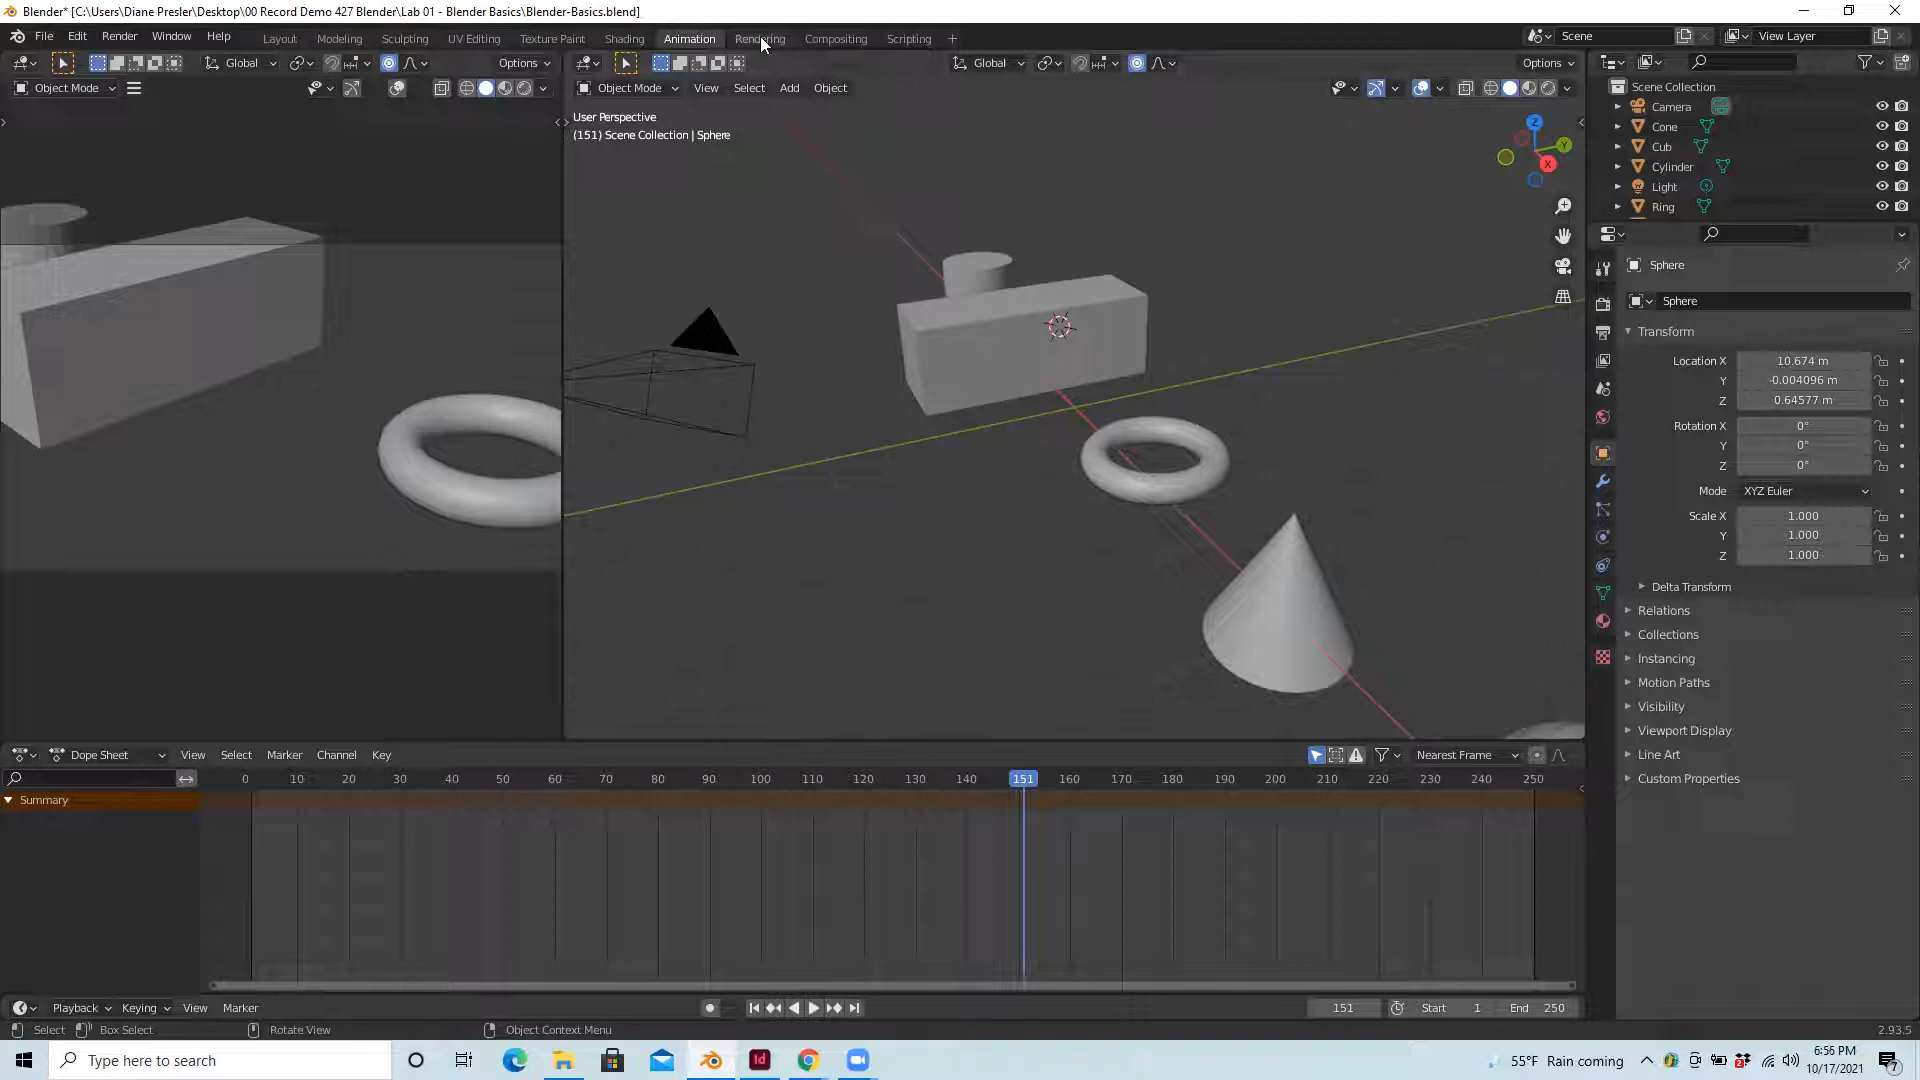 Blender* [C:\Users\Diane Presler\Desktop\00 Record Demo 427 Blender\Lab 01 - Blender Basics\Blender-Basics.blend]
File Edit Render Window Help Layout Modeling Sculpting UV Editing Texture Paint Shading Animation Rendering Compositing Scripting + Scene View Layer
Global Options Global Options
Object Mode Object Mode View Select Add Object
User Perspective
(151) Scene Collection | Sphere
Z
Y
X
Scene Collection
Camera
Cone
Cub
Cylinder
Light
Ring
Sphere
Sphere
Transform
Location X 10.674 m
Y -0.004096 m
Z 0.64577 m
Rotation X 0°
Y 0°
Z 0°
Mode XYZ Euler
Scale X 1.000
Y 1.000
Z 1.000
Delta Transform
Relations
Collections
Instancing
Motion Paths
Visibility
Viewport Display
Line Art
Custom Properties
Dope Sheet View Select Marker Channel Key Nearest Frame
0 10 20 30 40 50 60 70 80 90 100 110 120 130 140 151 160 170 180 190 200 210 220 230 240 250
Summary
Playback Keying View Marker 151 Start 1 End 250
Select Box Select Rotate View Object Context Menu 2.93.5
Type here to search 55°F Rain coming 6:56 PM
10/17/2021
7